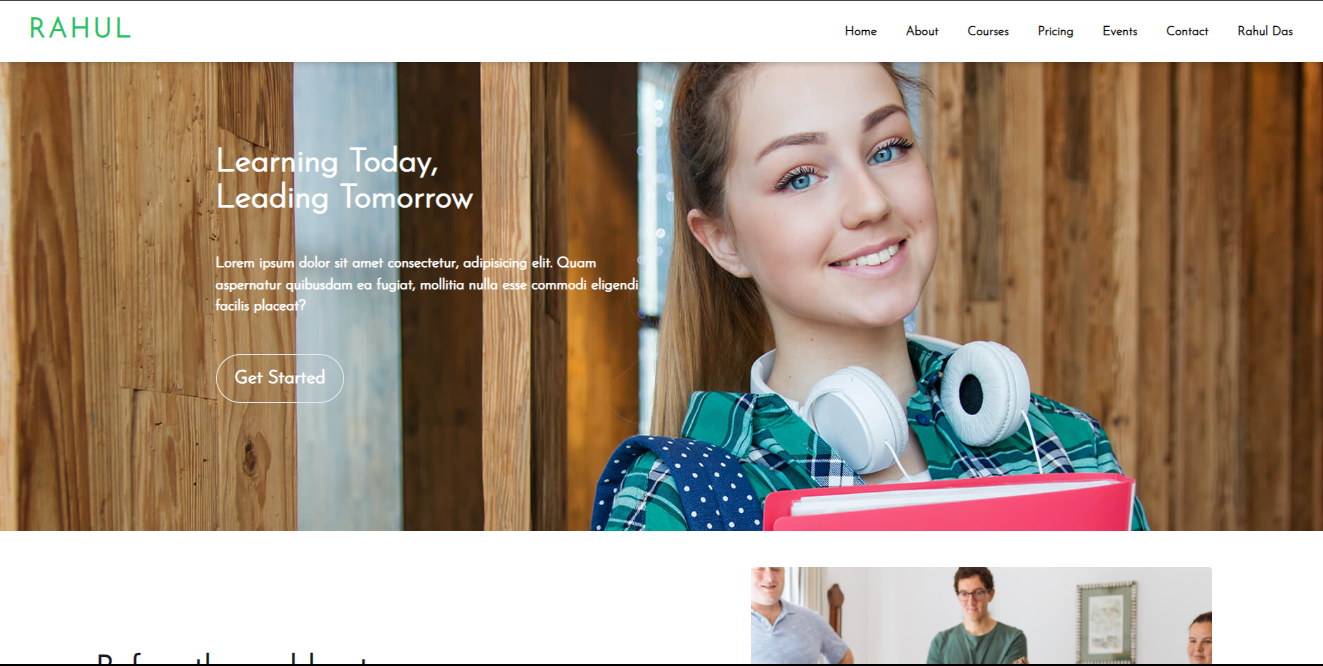 RAHUL
Home About Courses Pricing Events Contact Rahul Das
Learning Today,
Leading Tomorrow
Lorem ipsum dolor sit amet consectetur, adipisicing elit. Quam
aspernatur quibusdam ea fugiat, mollitia nulla esse commodi eligendi
facilis placeat?
Get Started